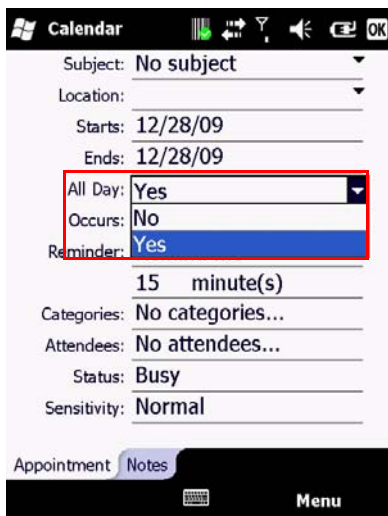 Calendar OK
Subject: No subject
Location:
Starts: 12/28/09
Ends: 12/28/09
All Day: Yes
Occurs: No
Reminder: Yes
15 minute(s)
Categories: No categories...
Attendees: No attendees...
Status: Busy
Sensitivity: Normal
Appointment Notes
Menu